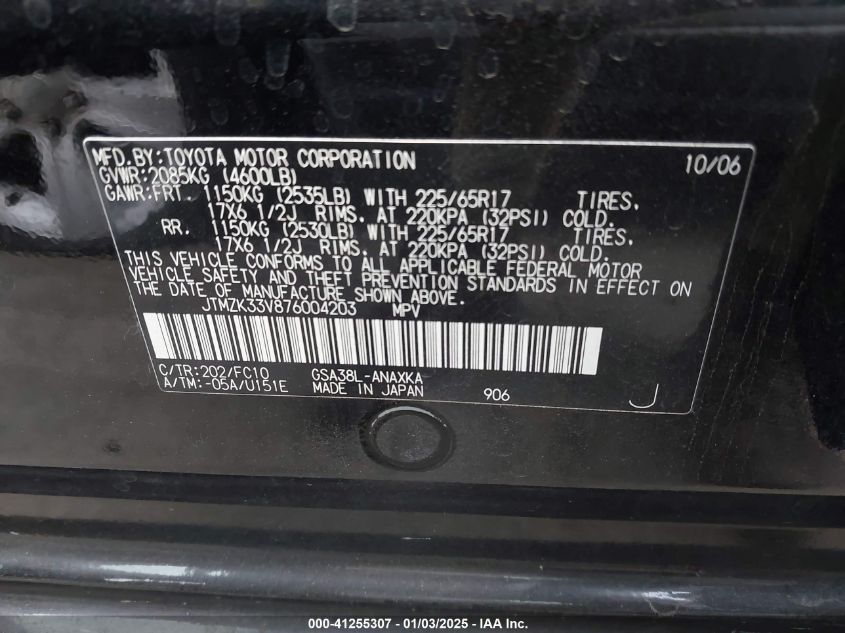 MFD.BY:TOYOTA MOTOR CORPORATION 10/06
GVWR:2085KG (4600LB)
GAWR:FRT. 1150KG (2535LB) WITH 225/65R17 TIRES,
17X6 1/2J RIMS. AT 220KPA (32PSI) COLD.
RR. 1150KG (2530LB) WITH 225/65R17 TIRES,
17X6 1/2J RIMS. AT 220KPA (32PSI) COLD.
THIS VEHICLE CONFORMS TO ALL APPLICABLE FEDERAL MOTOR
VEHICLE SAFETY AND THEFT PREVENTION STANDARDS IN EFFECT ON
THE DATE OF MANUFACTURE SHOWN ABOVE.
JTMZK33V876004203 MPV
C/TR:202/FC10 GSA38L-ANAXKA
A/TM:-05A/U151E MADE IN JAPAN 906 J
000-41255307 - 01/03/2025 - IAA Inc.